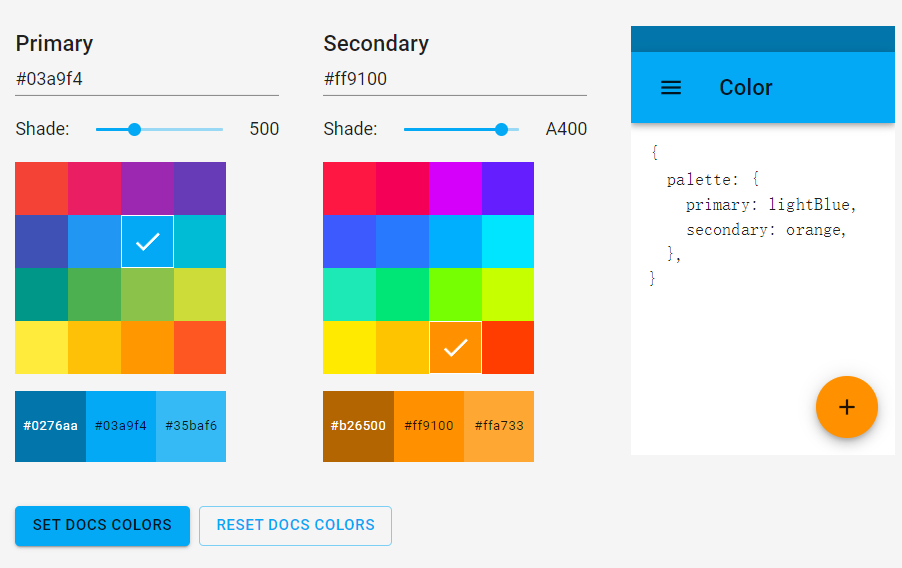 Primary
#03a9f4
Shade: 500
#0276aa #03a9f4 #35baf6
Secondary
#ff9100
Shade: A400
#b26500 #ff9100 #ffa733
SET DOCS COLORS
RESET DOCS COLORS
Color
{
palette: {
primary: lightBlue,
secondary: orange,
},
}
+